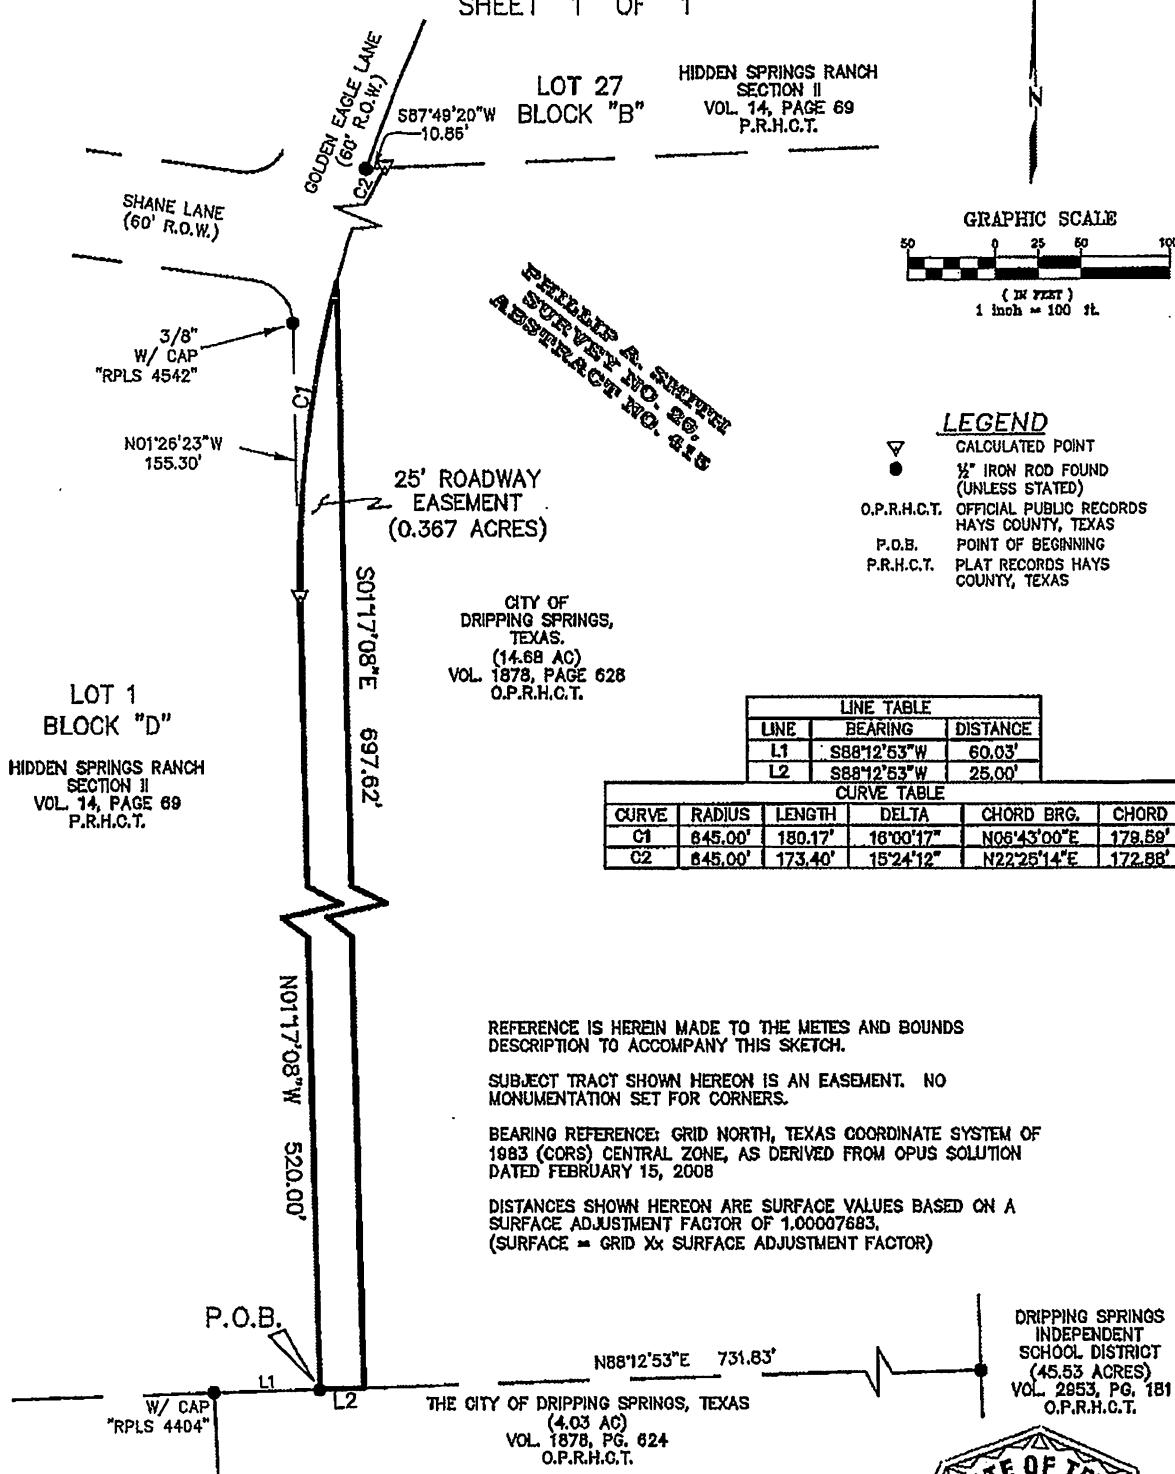 SHEET 1 OF 1
GOLDEN EAGLE LANE
(60' R.O.W.)
S87°49'20"W
10.86'
C2
LOT 27
BLOCK "B"
HIDDEN SPRINGS RANCH
SECTION II
VOL. 14, PAGE 69
P.R.H.C.T.
N
SHANE LANE
(60' R.O.W.)
GRAPHIC SCALE
50 0 25 50 100
( IN FEET )
1 inch = 100 ft.
PHILLIP A. SMITH
SURVEY NO. 26,
ABSTRACT NO. 415
3/8"
W/ CAP
"RPLS 4542"
C1
N01°26'23"W
155.30'
25' ROADWAY
EASEMENT
(0.367 ACRES)
LEGEND
CALCULATED POINT
½" IRON ROD FOUND
(UNLESS STATED)
O.P.R.H.C.T. OFFICIAL PUBLIC RECORDS
HAYS COUNTY, TEXAS
P.O.B. POINT OF BEGINNING
P.R.H.C.T. PLAT RECORDS HAYS
COUNTY, TEXAS
S01°17'08"E 697.62'
CITY OF
DRIPPING SPRINGS,
TEXAS.
(14.68 AC)
VOL. 1878, PAGE 628
O.P.R.H.C.T.
LOT 1
BLOCK "D"
HIDDEN SPRINGS RANCH
SECTION II
VOL. 14, PAGE 69
P.R.H.C.T.
LINE TABLE
LINE BEARING DISTANCE
L1 S88°12'53"W 60.03'
L2 S88°12'53"W 25.00'
CURVE TABLE
CURVE RADIUS LENGTH DELTA CHORD BRG. CHORD
C1 645.00' 180.17' 16°00'17" N06°43'00"E 179.59'
C2 645.00' 173.40' 15°24'12" N22°25'14"E 172.88'
N01°17'08"W 520.00'
REFERENCE IS HEREIN MADE TO THE METES AND BOUNDS
DESCRIPTION TO ACCOMPANY THIS SKETCH.
SUBJECT TRACT SHOWN HEREON IS AN EASEMENT. NO
MONUMENTATION SET FOR CORNERS.
BEARING REFERENCE: GRID NORTH, TEXAS COORDINATE SYSTEM OF
1983 (CORS) CENTRAL ZONE, AS DERIVED FROM OPUS SOLUTION
DATED FEBRUARY 15, 2008
DISTANCES SHOWN HEREON ARE SURFACE VALUES BASED ON A
SURFACE ADJUSTMENT FACTOR OF 1.00007683.
(SURFACE = GRID Xx SURFACE ADJUSTMENT FACTOR)
P.O.B.
L1
L2
W/ CAP
"RPLS 4404"
N88°12'53"E 731.83'
THE CITY OF DRIPPING SPRINGS, TEXAS
(4.03 AC)
VOL. 1878, PG. 624
O.P.R.H.C.T.
DRIPPING SPRINGS
INDEPENDENT
SCHOOL DISTRICT
(45.53 ACRES)
VOL. 2953, PG. 181
O.P.R.H.C.T.
OF